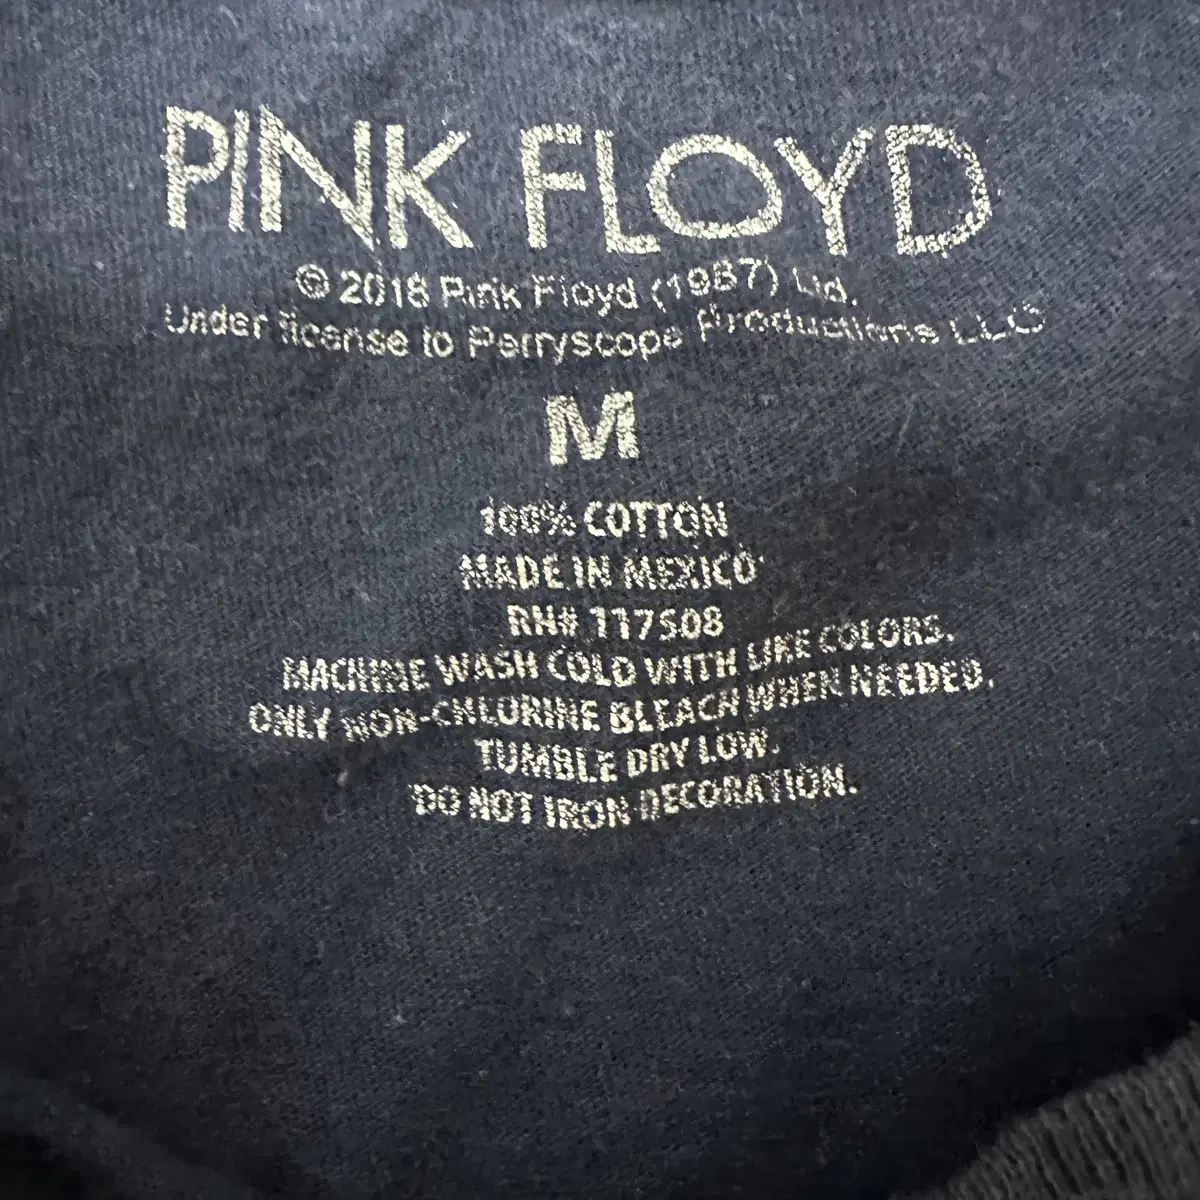 PINK FLOYD
© 2018 Pink Floyd (1987) Ltd.
Under license to Perryscope Productions LLC
M
100% COTTON
MADE IN MEXICO
RN# 117508
MACHINE WASH COLD WITH LIKE COLORS.
ONLY NON-CHLORINE BLEACH WHEN NEEDED.
TUMBLE DRY LOW.
DO NOT IRON DECORATION.